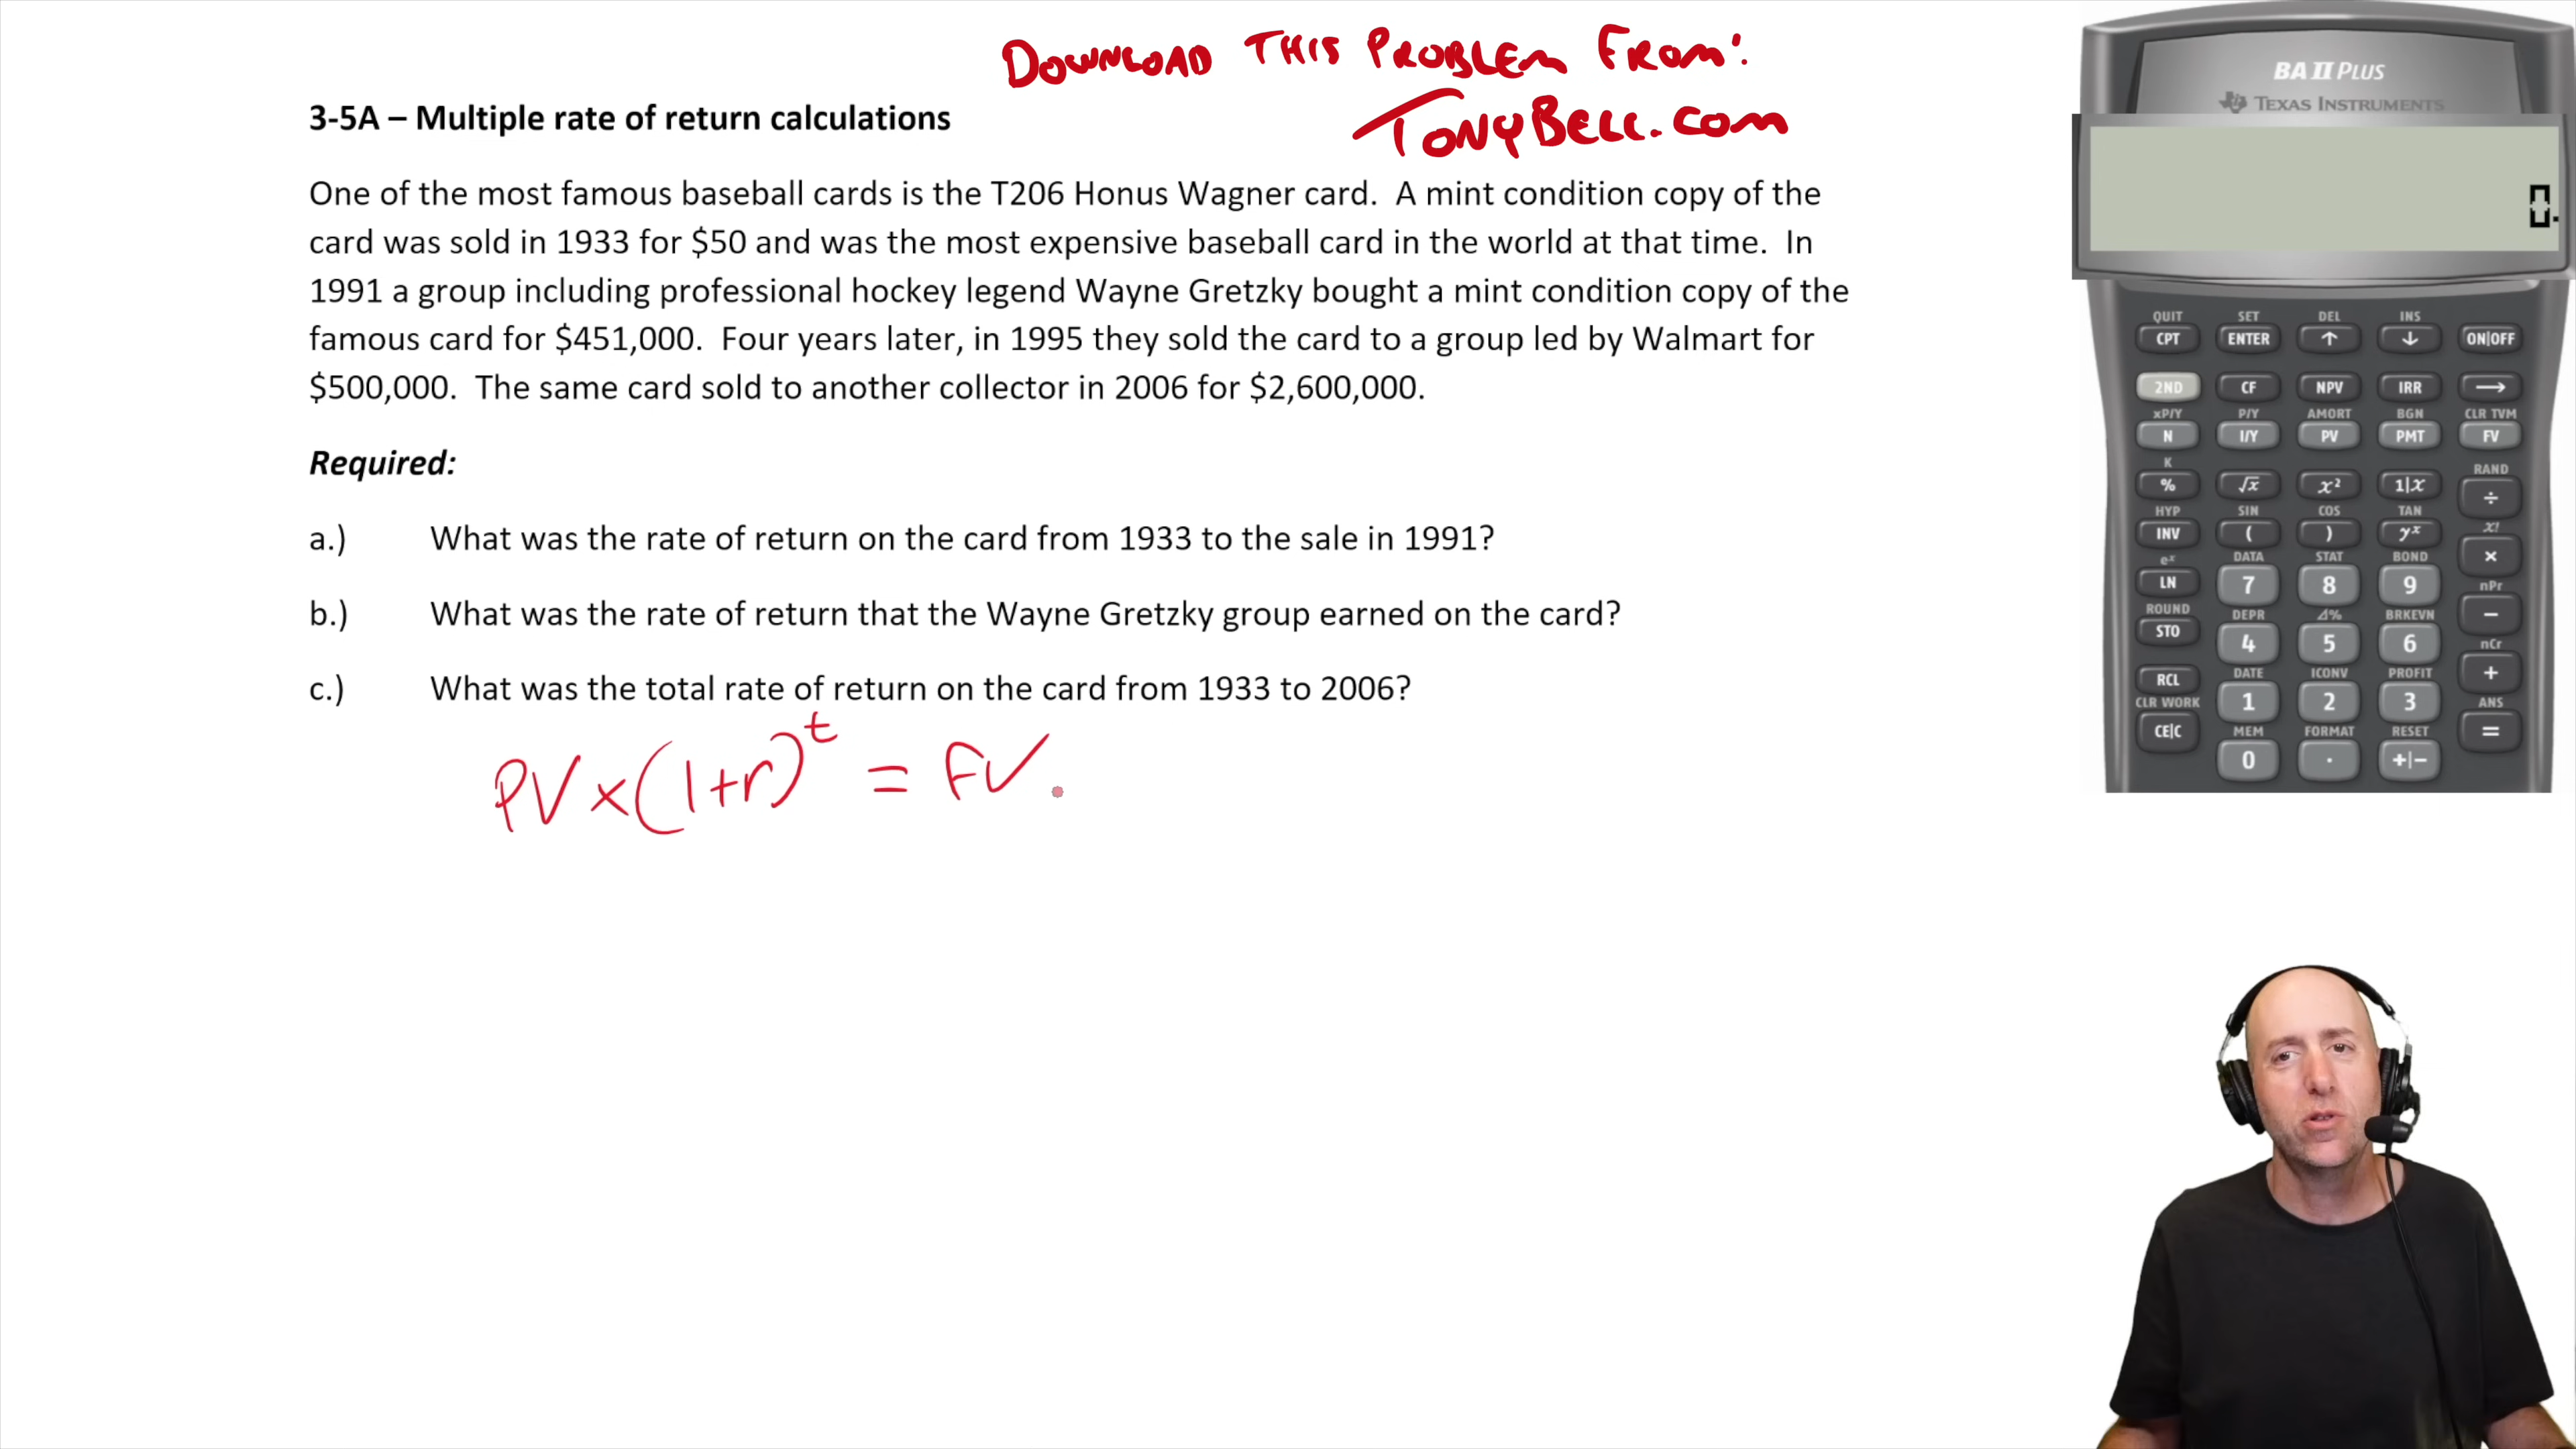 DOWNLOAD THIS PROBLEM FROM:
TONYBELL.COM
3-5A – Multiple rate of return calculations
One of the most famous baseball cards is the T206 Honus Wagner card. A mint condition copy of the
card was sold in 1933 for $50 and was the most expensive baseball card in the world at that time. In
1991 a group including professional hockey legend Wayne Gretzky bought a mint condition copy of the
famous card for $451,000. Four years later, in 1995 they sold the card to a group led by Walmart for
$500,000. The same card sold to another collector in 2006 for $2,600,000.
Required:
a.) What was the rate of return on the card from 1933 to the sale in 1991?
b.) What was the rate of return that the Wayne Gretzky group earned on the card?
c.) What was the total rate of return on the card from 1933 to 2006?
PV×(1+r)^t = FV
BA II PLUS
TEXAS INSTRUMENTS
0.
QUIT SET DEL INS
CPT ENTER ↑ ↓ ON|OFF
2ND CF NPV IRR →
xP/Y P/Y AMORT BGN CLR TVM
N I/Y PV PMT FV
K RAND
% √x x² 1|x ÷
HYP SIN COS TAN x!
INV ( ) yˣ ×
eˣ DATA STAT BOND nPr
LN 7 8 9 −
ROUND DEPR Δ% BRKEVN nCr
STO 4 5 6 +
DATE ICONV PROFIT
RCL 1 2 3
CLR WORK ANS
CE|C =
MEM FORMAT RESET
0 . +|−